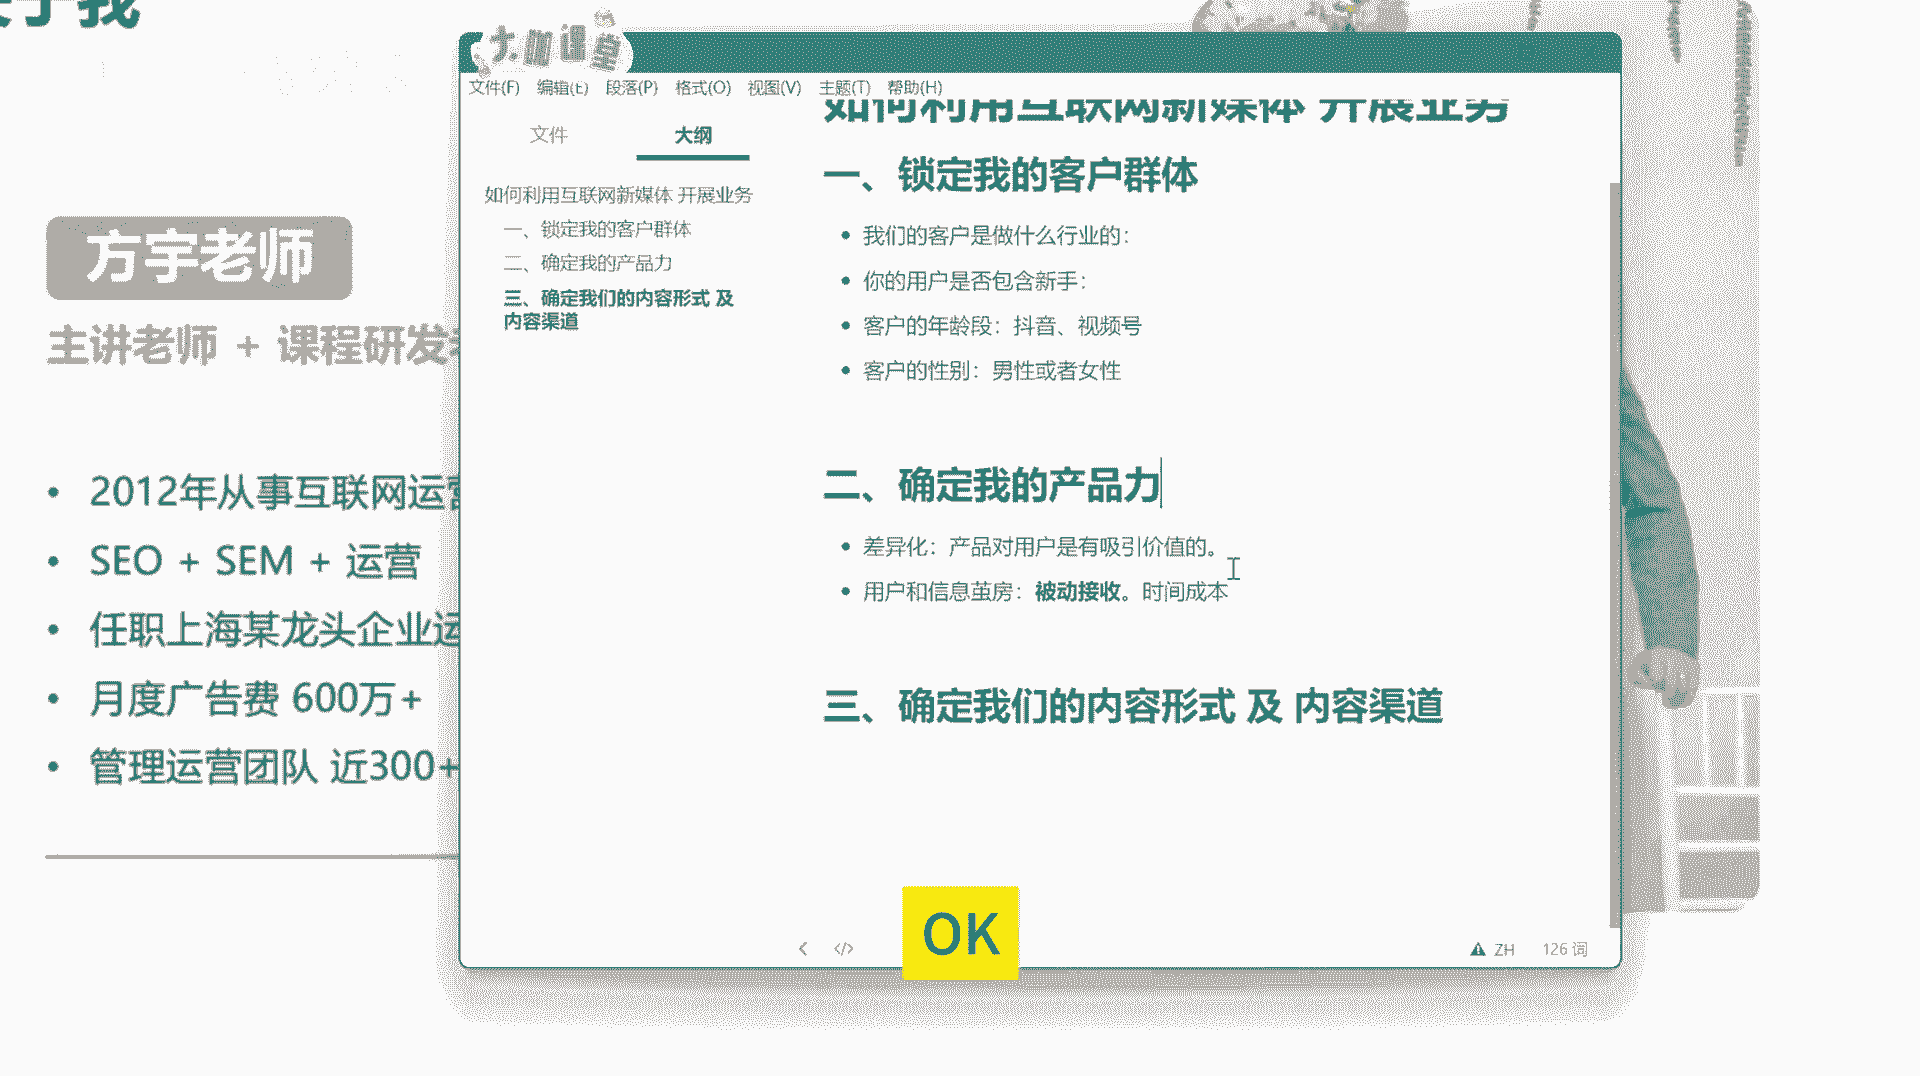 方宇老师
主讲老师 + 课程研发
2012年从事互联网运营
SEO + SEM + 运营
任职上海某龙头企业运
月度广告费 600万+
管理运营团队 近300+
大咖课堂
文件(F) 编辑(E) 段落(P) 格式(O) 视图(V) 主题(T) 帮助(H)
文件 大纲
如何利用互联网新媒体 开展业务
一、锁定我的客户群体
二、确定我的产品力
三、确定我们的内容形式 及
内容渠道
如何利用互联网新媒体 开展业务
一、锁定我的客户群体
我们的客户是做什么行业的：
你的用户是否包含新手：
客户的年龄段：抖音、视频号
客户的性别：男性或者女性
二、确定我的产品力
差异化：产品对用户是有吸引价值的。
用户和信息茧房：被动接收。时间成本
三、确定我们的内容形式 及 内容渠道
OK
ZH 126 词